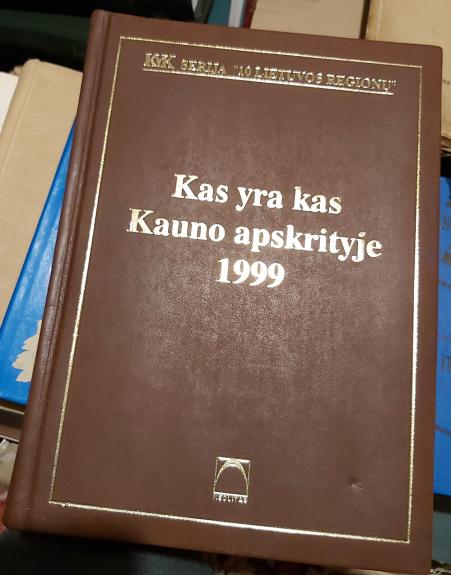 KYK SERIJA "10 LIETUVOS REGIONŲ"
Kas yra kas
Kauno apskrityje
1999